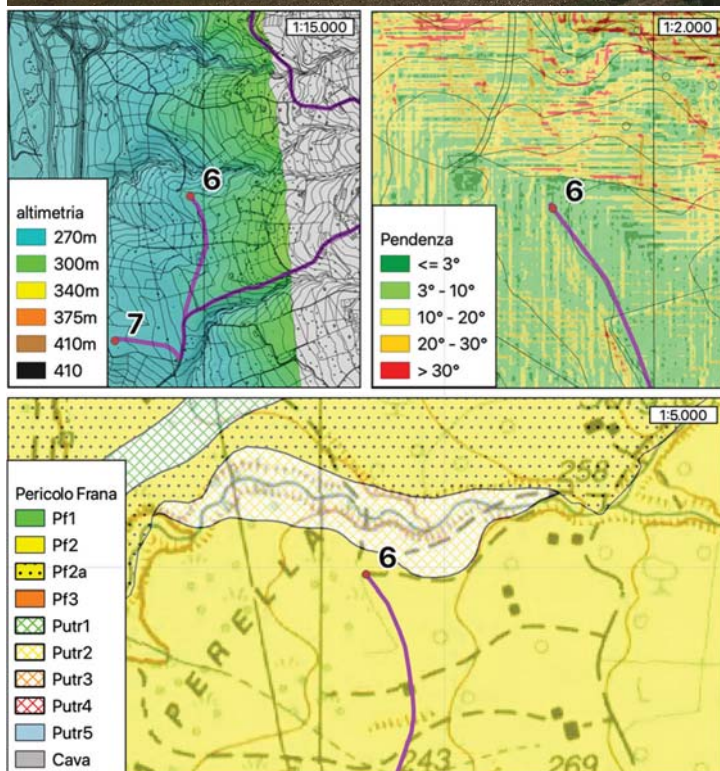 1:15.000
6
7
altimetria
270m
300m
340m
375m
410m
410
1:2.000
6
Pendenza
<= 3°
3° - 10°
10° - 20°
20° - 30°
> 30°
1:5.000
258
6
PERELLA
243
269
Pericolo Frana
Pf1
Pf2
Pf2a
Pf3
Putr1
Putr2
Putr3
Putr4
Putr5
Cava